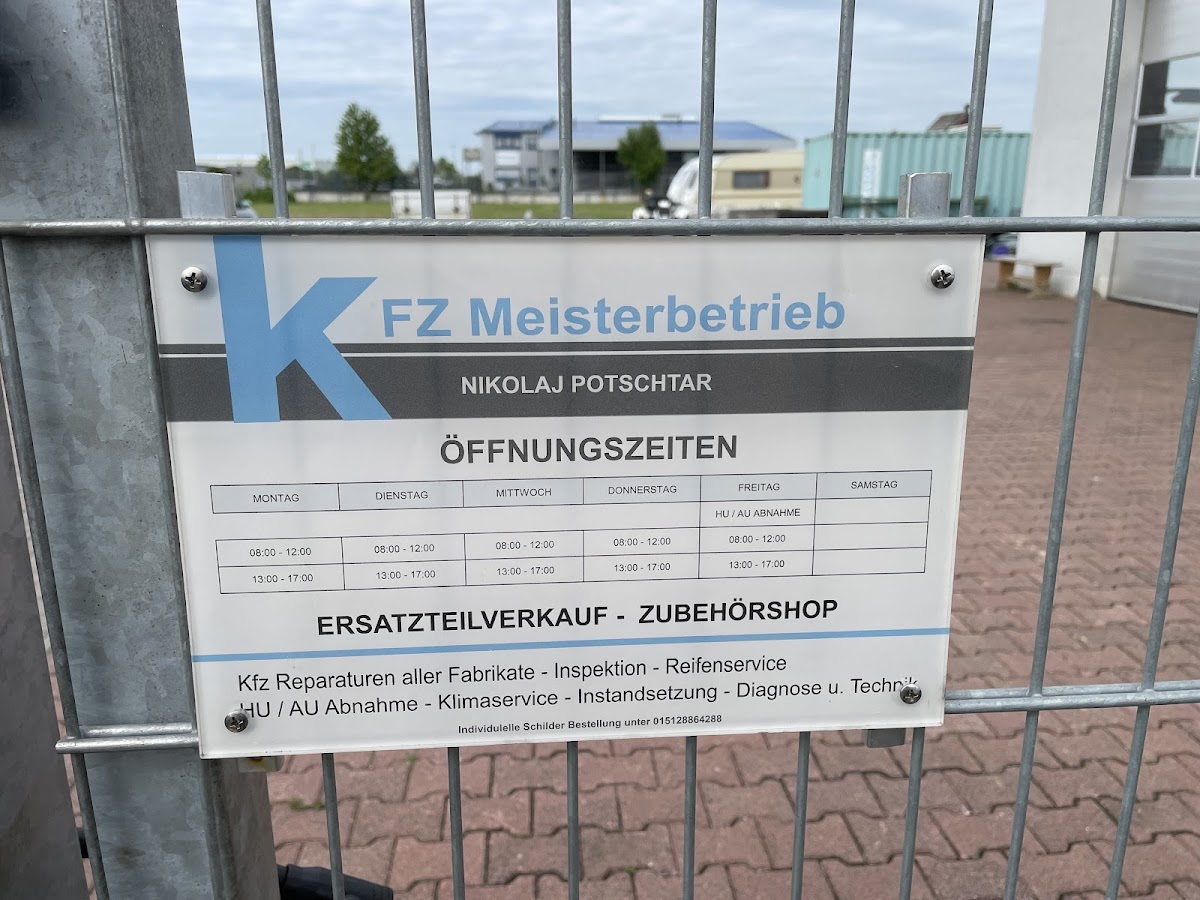 KFZ Meisterbetrieb
NIKOLAJ POTSCHTAR
ÖFFNUNGSZEITEN
MONTAG DIENSTAG MITTWOCH DONNERSTAG FREITAG SAMSTAG
HU / AU ABNAHME
08:00 - 12:00 08:00 - 12:00 08:00 - 12:00 08:00 - 12:00 08:00 - 12:00
13:00 - 17:00 13:00 - 17:00 13:00 - 17:00 13:00 - 17:00 13:00 - 17:00
ERSATZTEILVERKAUF - ZUBEHÖRSHOP
Kfz Reparaturen aller Fabrikate - Inspektion - Reifenservice
HU / AU Abnahme - Klimaservice - Instandsetzung - Diagnose u. Technik
Individulelle Schilder Bestellung unter 015128864288